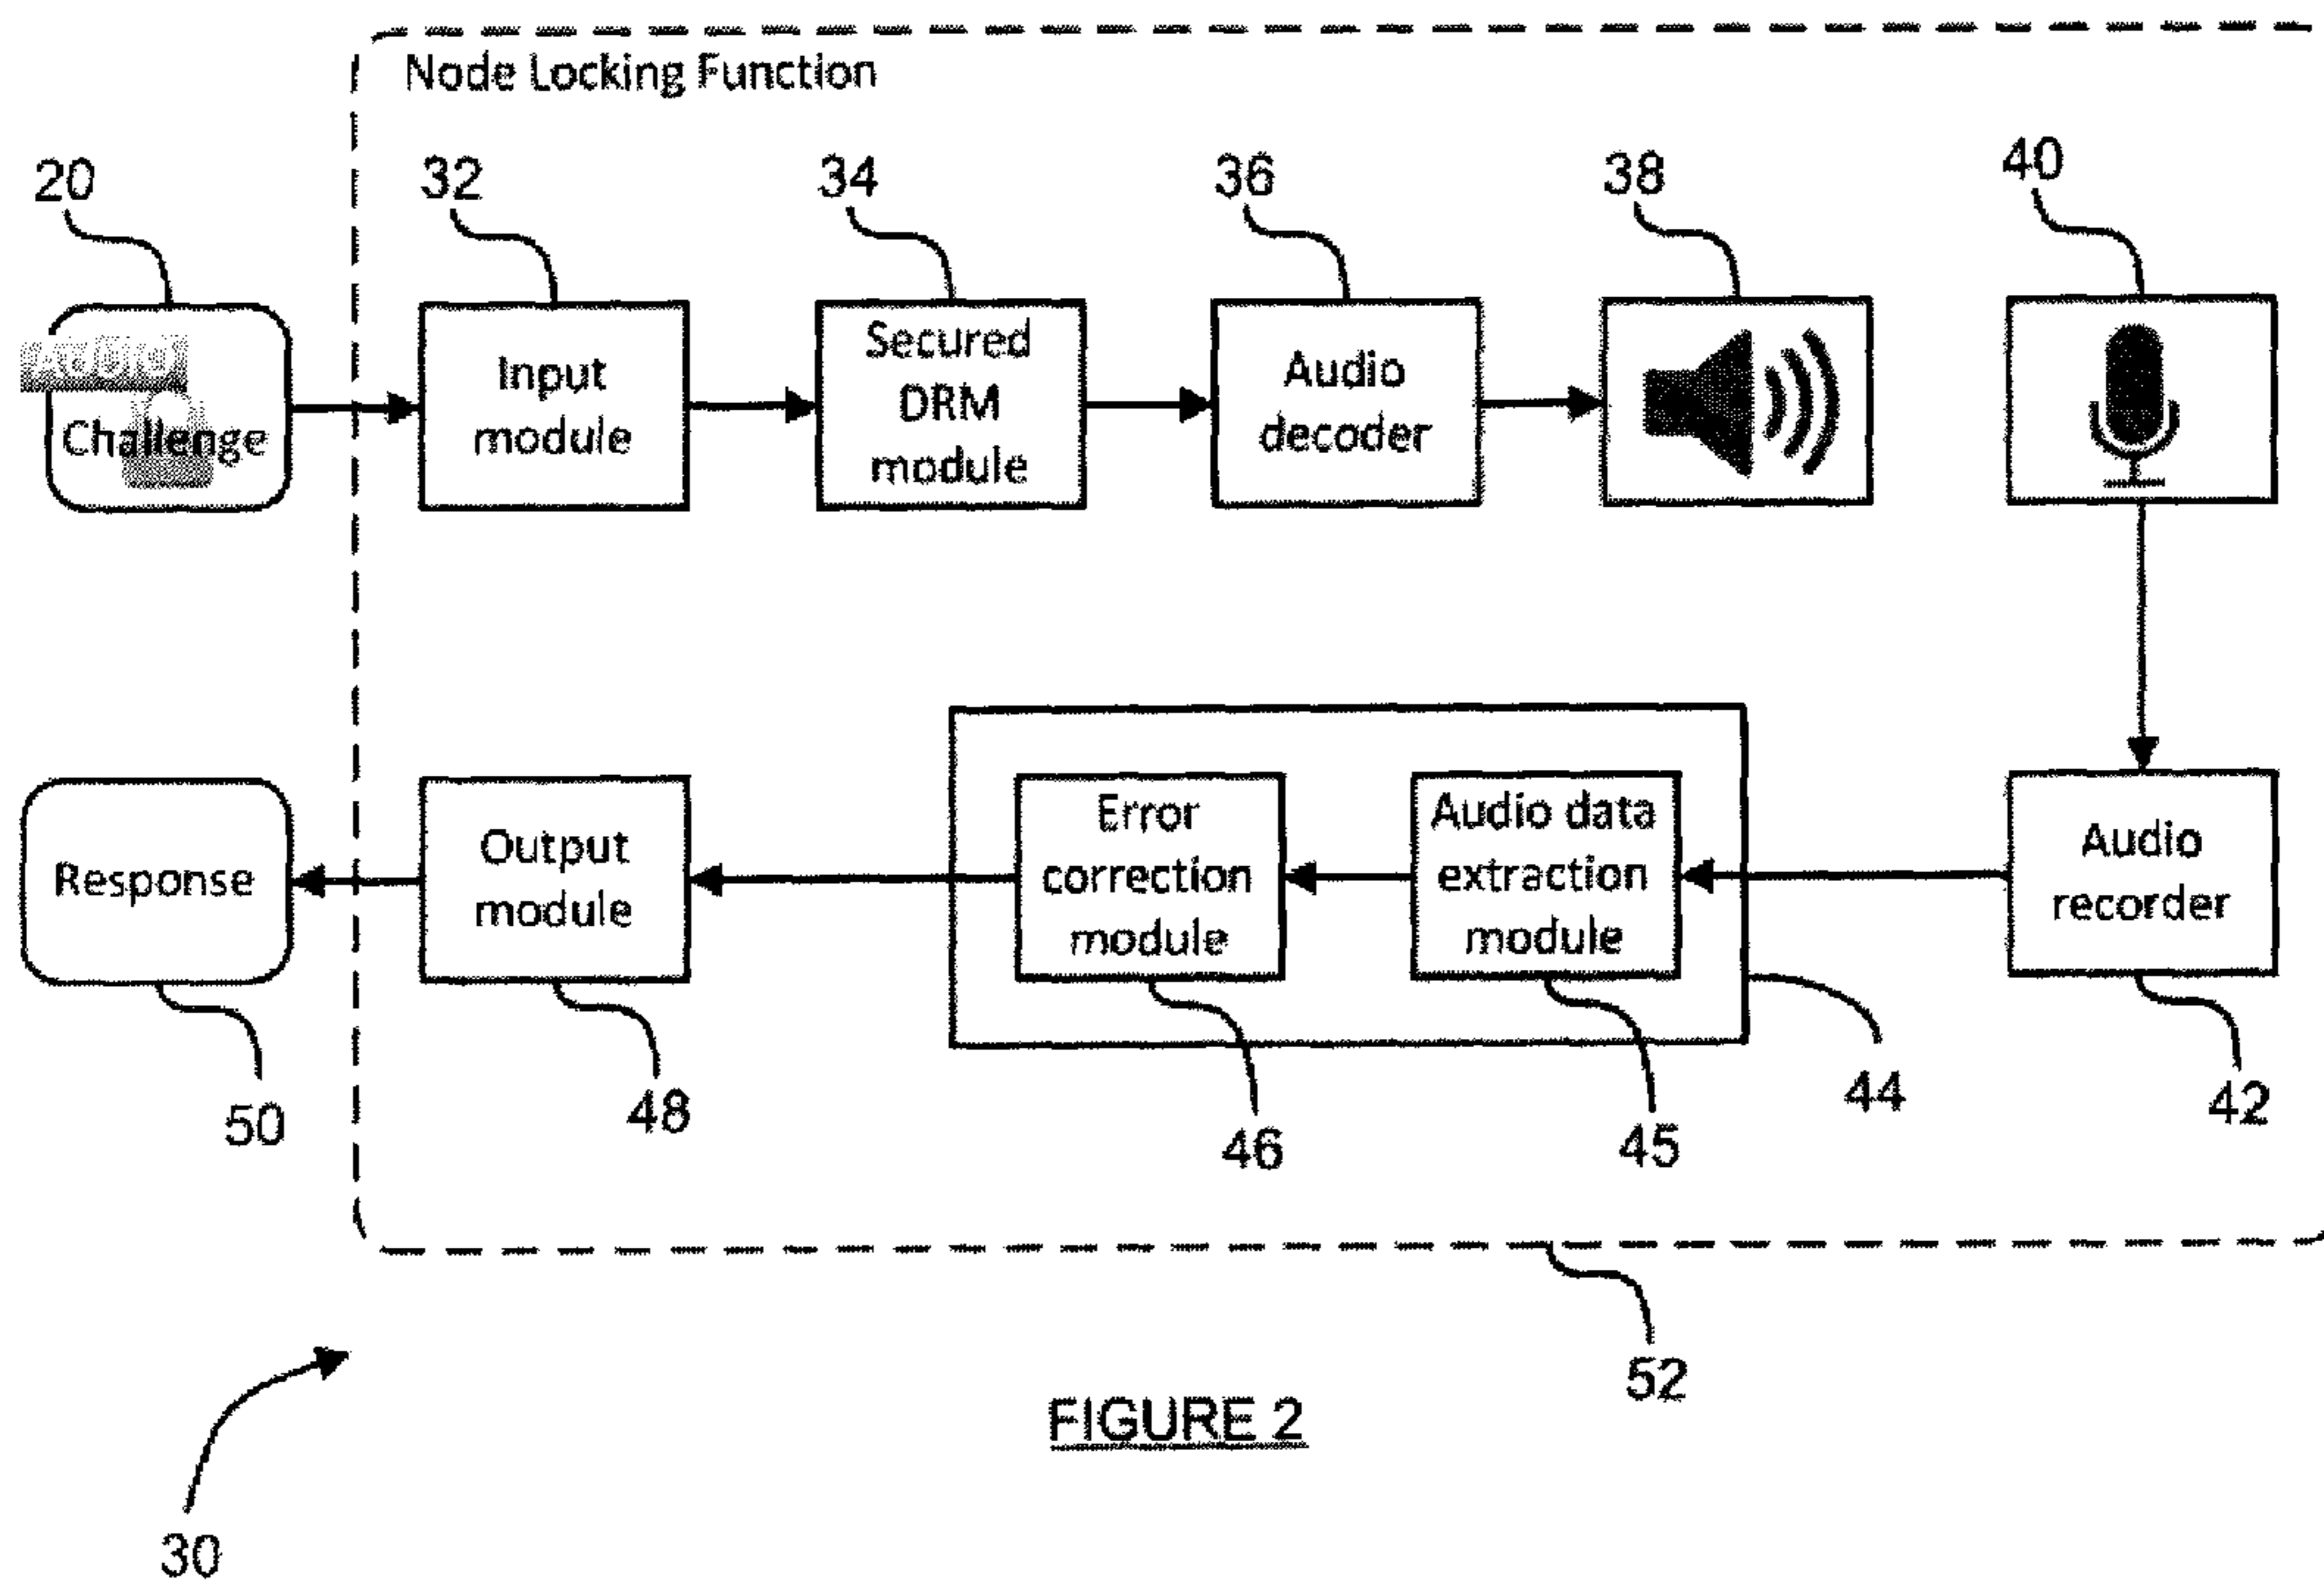 Node Locking Function
20
32
34
36
38
40
AUDIO
Challenge
Input
module
Secured
DRM
module
Audio
decoder
Response
Output
module
Error
correction
module
Audio data
extraction
module
Audio
recorder
50
48
46
45
44
42
52
30
FIGURE 2